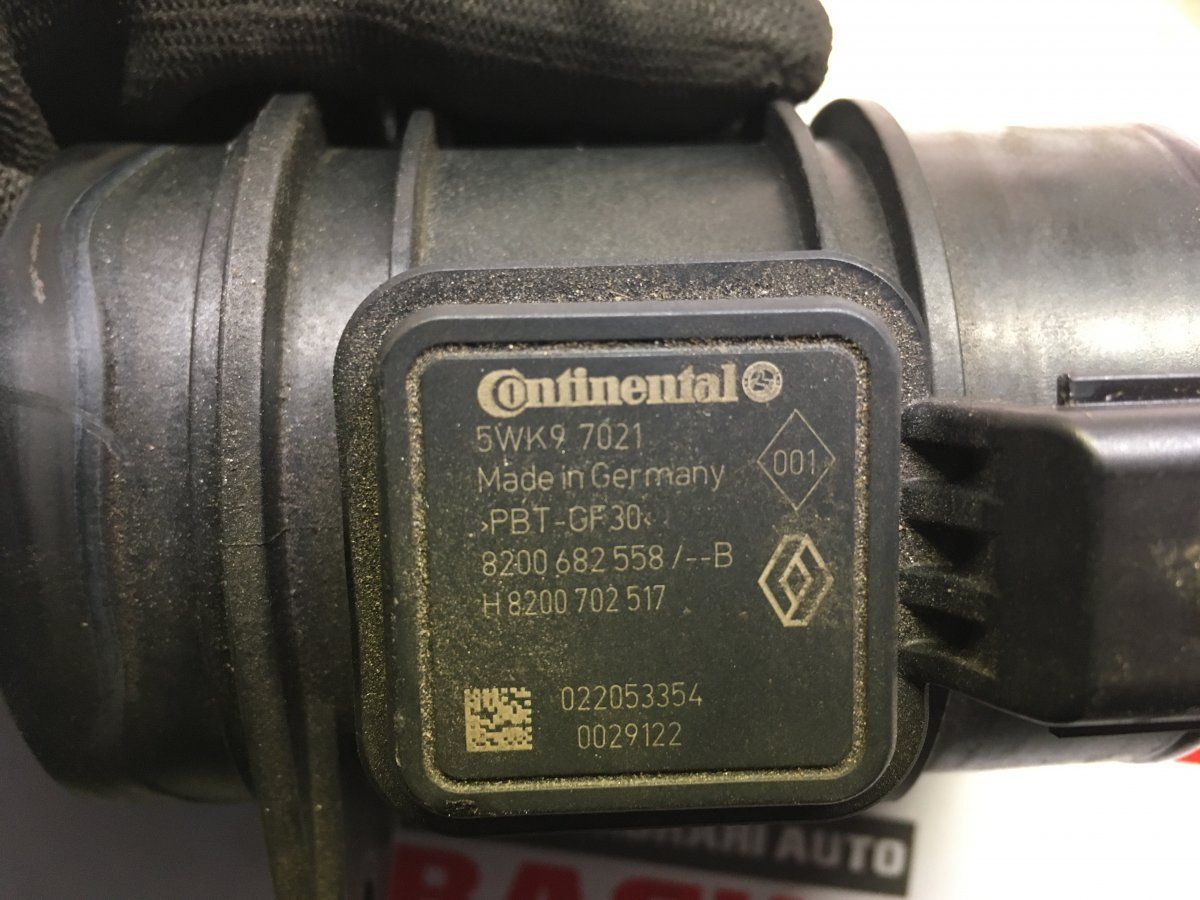 Continental
5WK9 7021
001
Made in Germany
>PBT-GF30<
8200 682 558 /--B
H 8200 702 517
022053354
0029122
AUTO